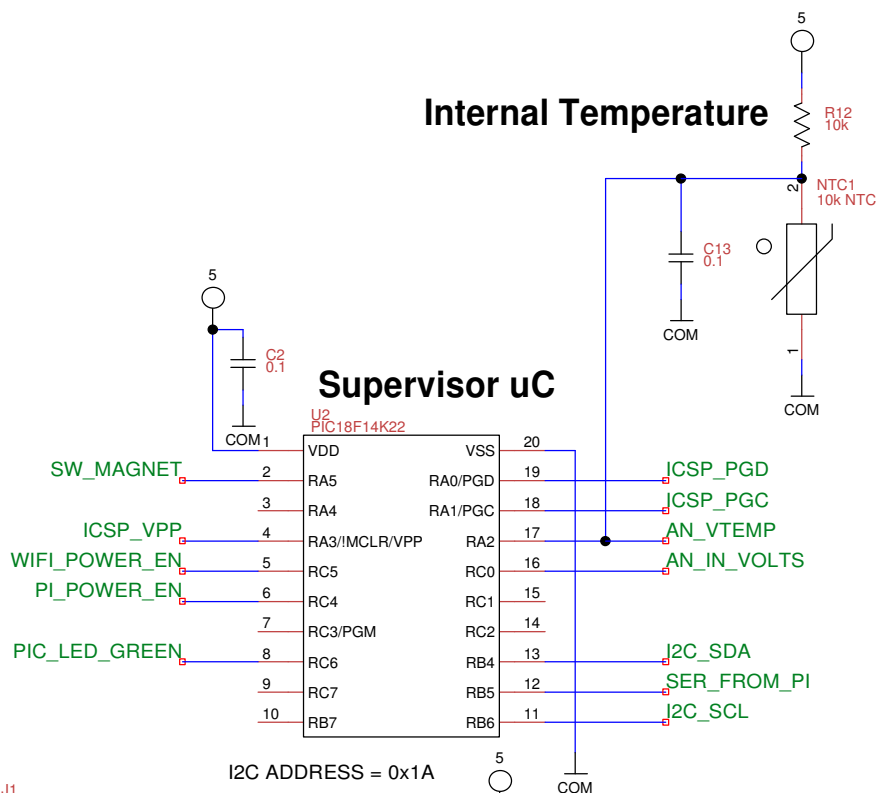 5
Internal Temperature
R12
10k
2
NTC1
10k NTC
C13
0.1
COM
1
COM
5
C2
0.1
COM
Supervisor uC
U2
PIC18F14K22
1 VDD VSS 20
SW_MAGNET 2 RA5 RA0/PGD 19 ICSP_PGD
3 RA4 RA1/PGC 18 ICSP_PGC
ICSP_VPP 4 RA3/!MCLR/VPP RA2 17 AN_VTEMP
WIFI_POWER_EN 5 RC5 RC0 16 AN_IN_VOLTS
PI_POWER_EN 6 RC4 RC1 15
7 RC3/PGM RC2 14
PIC_LED_GREEN 8 RC6 RB4 13 I2C_SDA
9 RC7 RB5 12 SER_FROM_PI
10 RB7 RB6 11 I2C_SCL
I2C ADDRESS = 0x1A
5
COM
J1